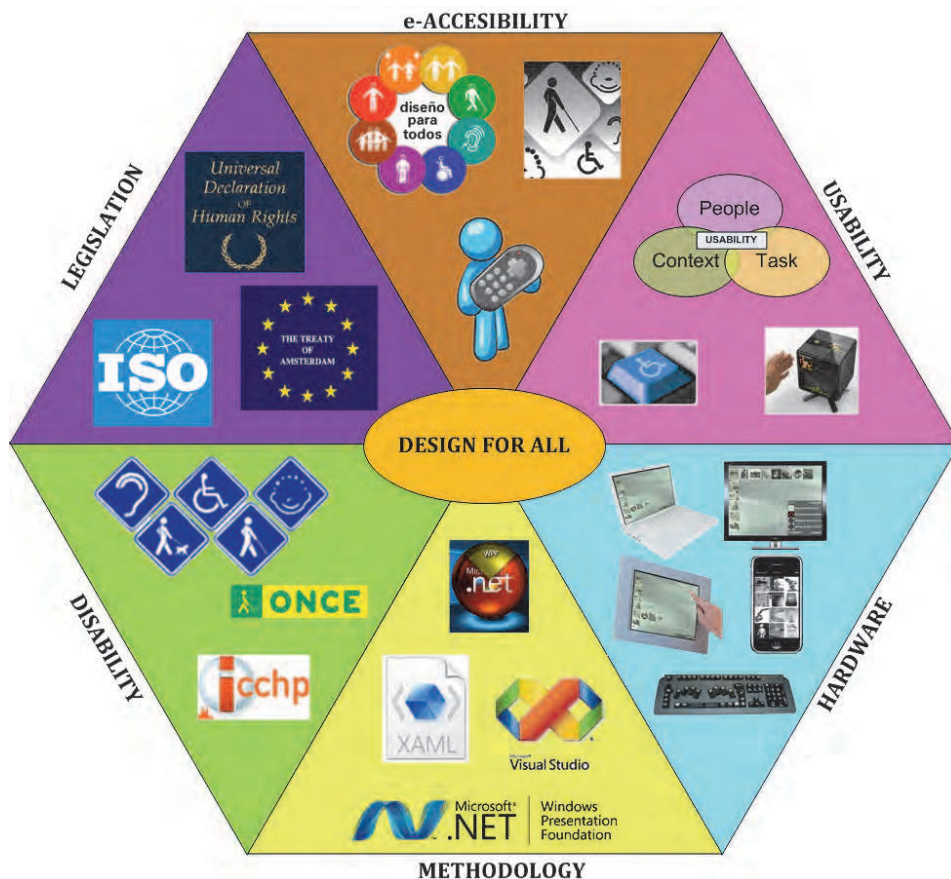 e-ACCESIBILITY
diseño
para
todos
LEGISLATION
Universal
Declaration
OF
Human Rights
ISO
THE TREATY
OF
AMSTERDAM
USABILITY
People
USABILITY
Context
Task
DESIGN FOR ALL
DISABILITY
ONCE
icchp
METHODOLOGY
WPF
.net
XAML
Microsoft
Visual Studio
Microsoft®
.NET
Windows
Presentation
Foundation
HARDWARE